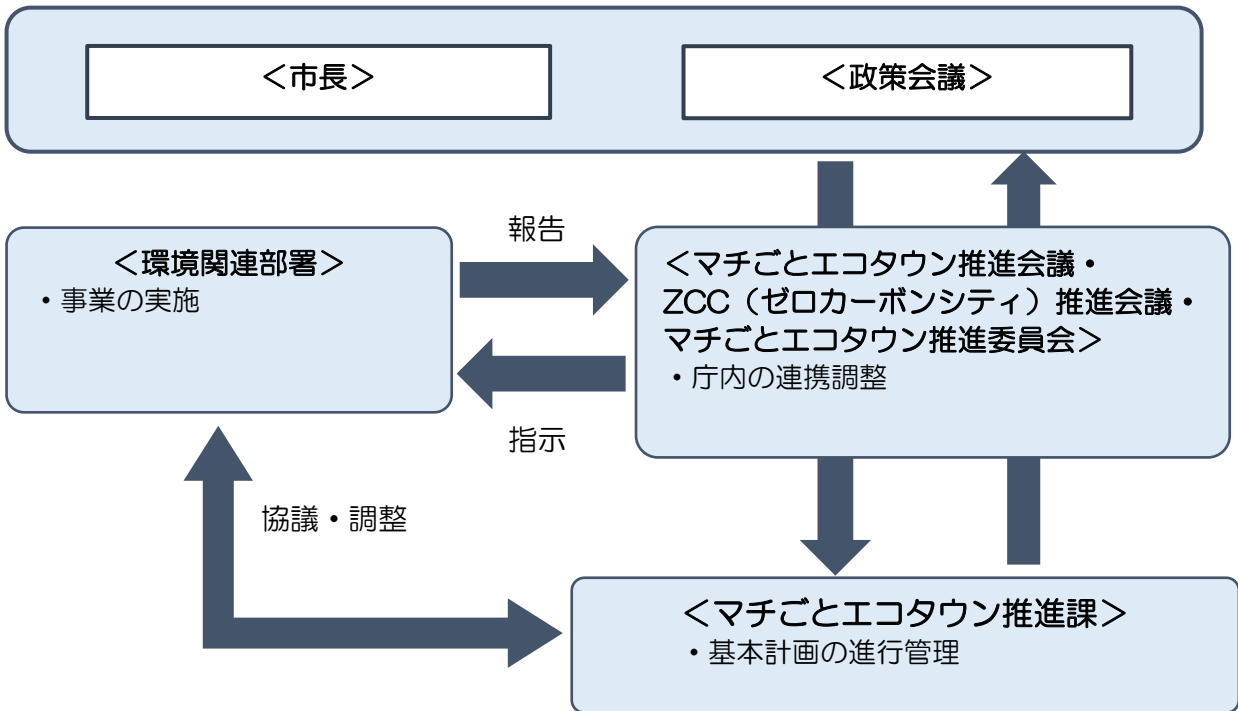 ＜市長＞
＜政策会議＞
＜環境関連部署＞
・事業の実施
報告
指示
＜マチごとエコタウン推進会議・
ZCC（ゼロカーボンシティ）推進会議・
マチごとエコタウン推進委員会＞
・庁内の連携調整
協議・調整
＜マチごとエコタウン推進課＞
・基本計画の進行管理